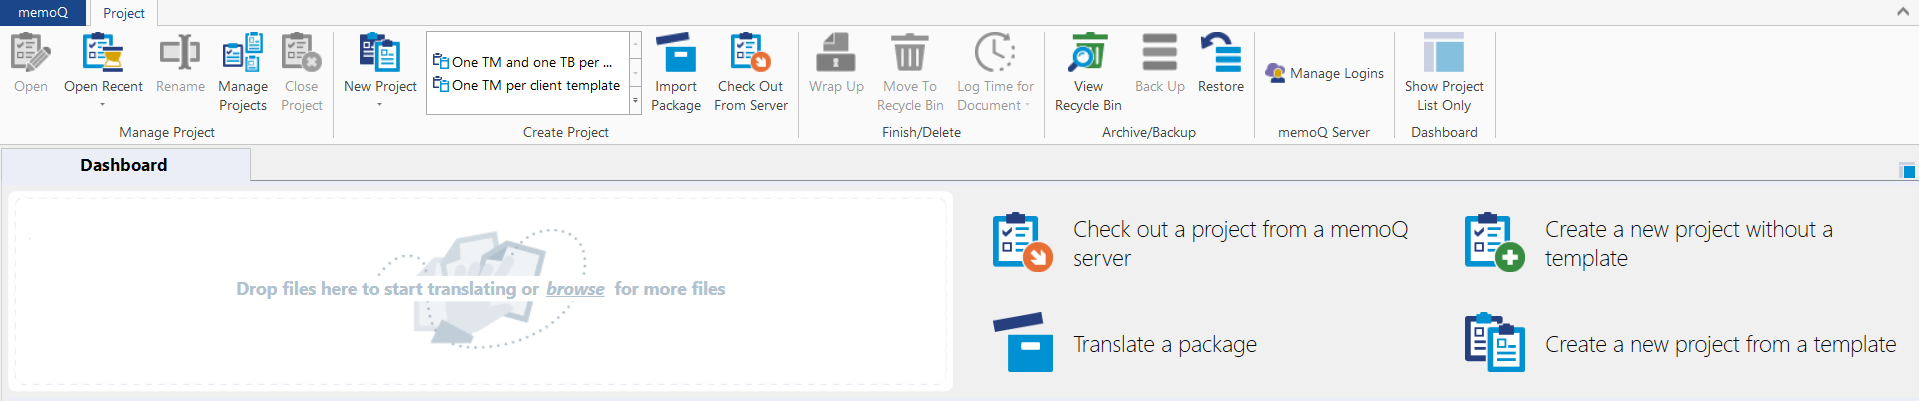 memoQ
Project
Open
Open Recent
Rename
Manage
Projects
Close
Project
Manage Project
New Project
One TM and one TB per ...
One TM per client template
Import
Package
Check Out
From Server
Create Project
Wrap Up
Move To
Recycle Bin
Log Time for
Document
Finish/Delete
View
Recycle Bin
Back Up
Restore
Archive/Backup
Manage Logins
memoQ Server
Show Project
List Only
Dashboard
Dashboard
Drop files here to start translating or browse for more files
Check out a project from a memoQ
server
Create a new project without a
template
Translate a package
Create a new project from a template